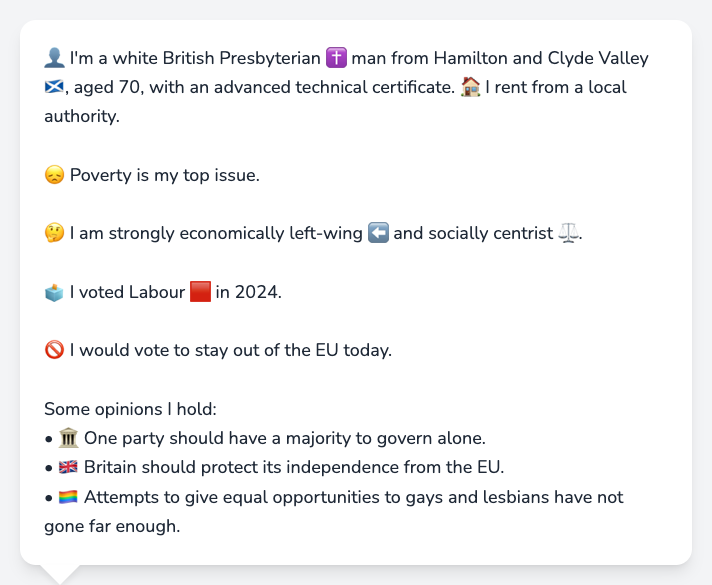 👤 I'm a white British Presbyterian ✝️ man from Hamilton and Clyde Valley
🏴󠁧󠁢󠁳󠁣󠁴󠁿, aged 70, with an advanced technical certificate. 🏠 I rent from a local
authority.
😞 Poverty is my top issue.
🤔 I am strongly economically left-wing ⬅️ and socially centrist ⚖️.
🗳️ I voted Labour 🟥 in 2024.
🚫 I would vote to stay out of the EU today.
Some opinions I hold:
• 🏛️ One party should have a majority to govern alone.
• 🇬🇧 Britain should protect its independence from the EU.
• 🏳️‍🌈 Attempts to give equal opportunities to gays and lesbians have not
gone far enough.